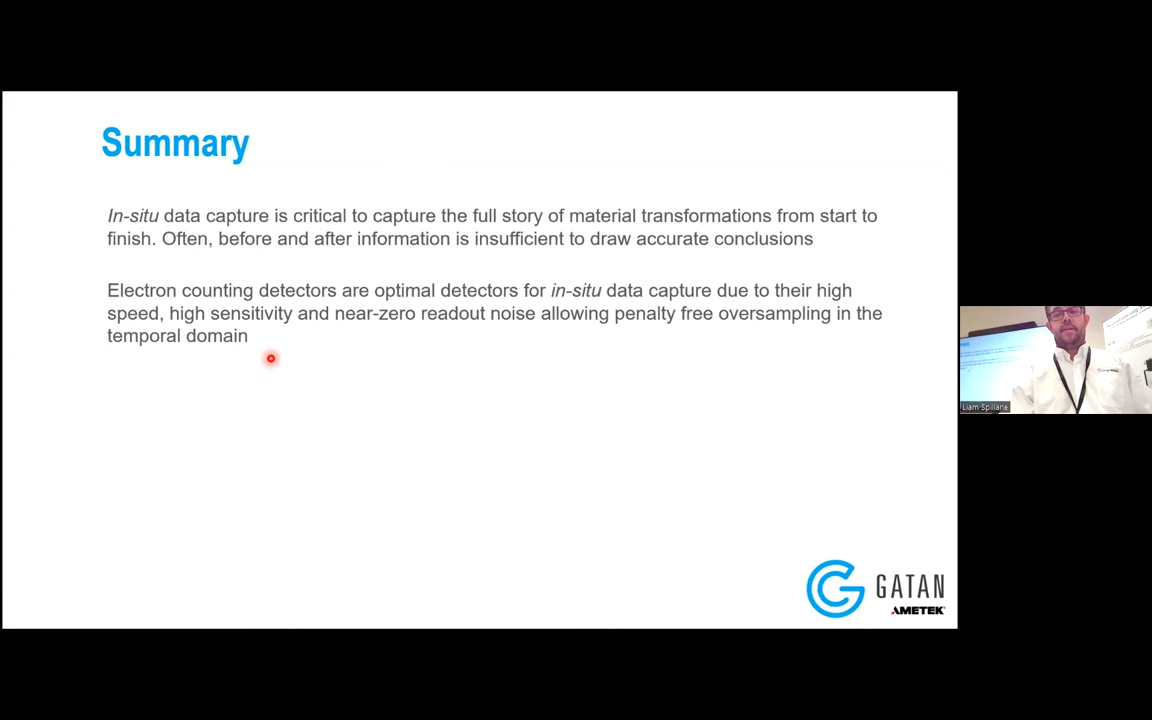 Summary
In-situ data capture is critical to capture the full story of material transformations from start to
finish. Often, before and after information is insufficient to draw accurate conclusions
Electron counting detectors are optimal detectors for in-situ data capture due to their high
speed, high sensitivity and near-zero readout noise allowing penalty free oversampling in the
temporal domain
Liam Spillane
GATAN
AMETEK